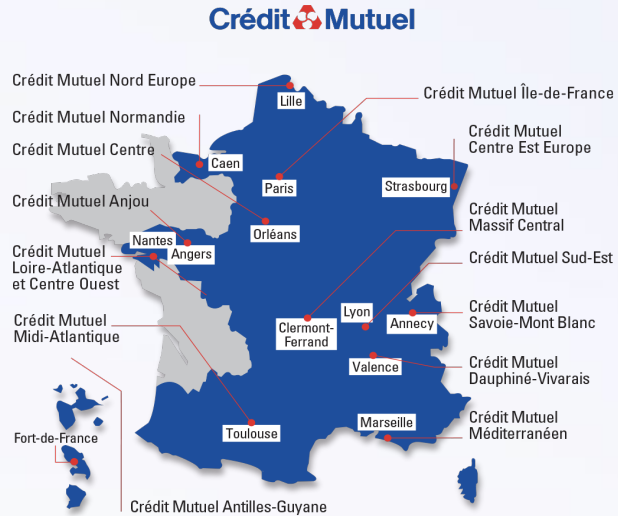 Crédit Mutuel
Crédit Mutuel Nord Europe
Crédit Mutuel Île-de-France
Lille
Crédit Mutuel Normandie
Crédit Mutuel
Centre Est Europe
Crédit Mutuel Centre
Caen
Paris
Strasbourg
Crédit Mutuel Anjou
Crédit Mutuel
Massif Central
Orléans
Nantes
Angers
Crédit Mutuel
Loire-Atlantique
et Centre Ouest
Crédit Mutuel Sud-Est
Crédit Mutuel
Midi-Atlantique
Lyon
Clermont-
Ferrand
Annecy
Crédit Mutuel
Savoie-Mont Blanc
Valence
Crédit Mutuel
Dauphiné-Vivarais
Toulouse
Marseille
Crédit Mutuel
Méditerranéen
Fort-de-France
Crédit Mutuel Antilles-Guyane